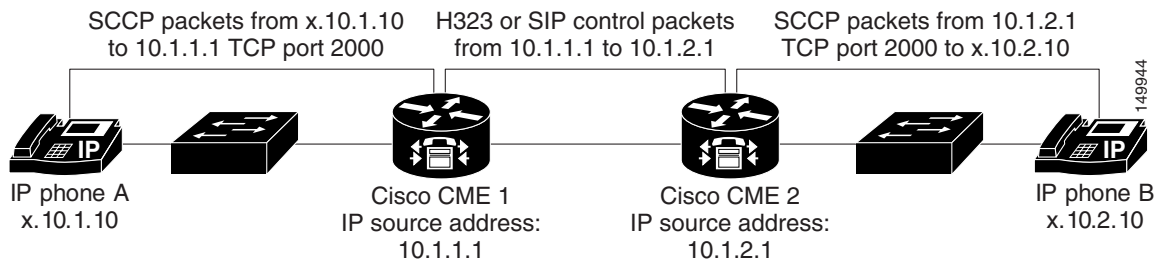 SCCP packets from x.10.1.10
to 10.1.1.1 TCP port 2000
H323 or SIP control packets
from 10.1.1.1 to 10.1.2.1
SCCP packets from 10.1.2.1
TCP port 2000 to x.10.2.10
149944
IP
IP
IP phone A
x.10.1.10
Cisco CME 1
IP source address:
10.1.1.1
Cisco CME 2
IP source address:
10.1.2.1
IP phone B
x.10.2.10